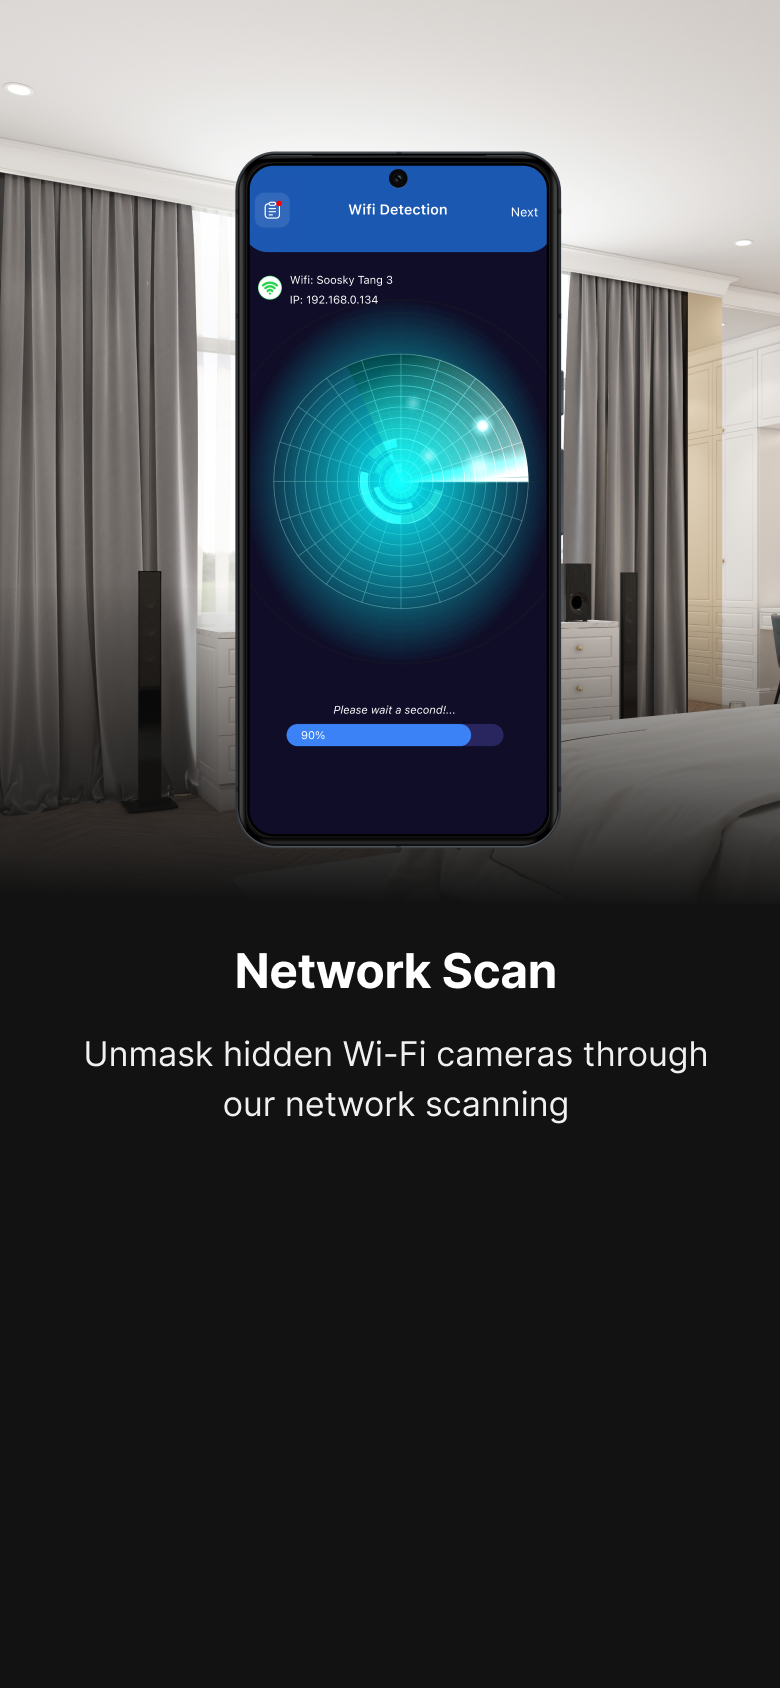 Wifi Detection
Next
Wifi: Soosky Tang 3
IP: 192.168.0.134
Please wait a second!...
90%
Network Scan
Unmask hidden Wi-Fi cameras through
our network scanning